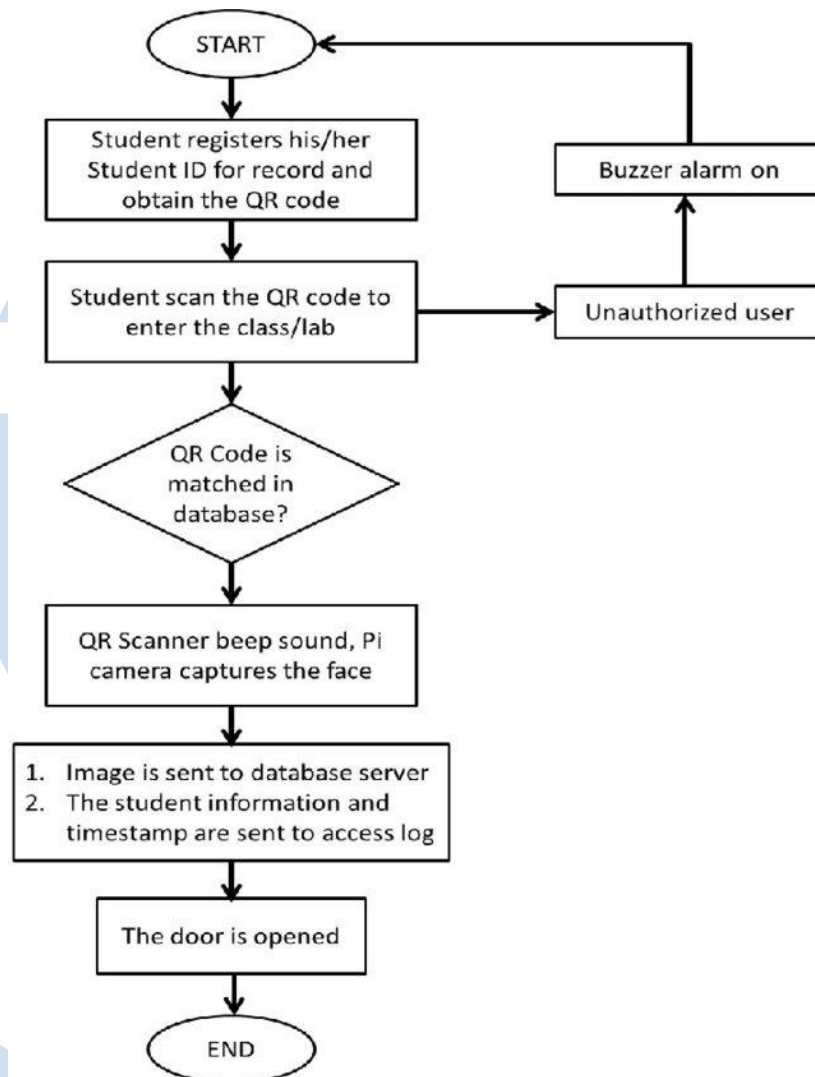 START
Student registers his/her
Student ID for record and
obtain the QR code
Buzzer alarm on
Student scan the QR code to
enter the class/lab
Unauthorized user
QR Code is
matched in
database?
QR Scanner beep sound, Pi
camera captures the face
1. Image is sent to database server
2. The student information and
timestamp are sent to access log
The door is opened
END